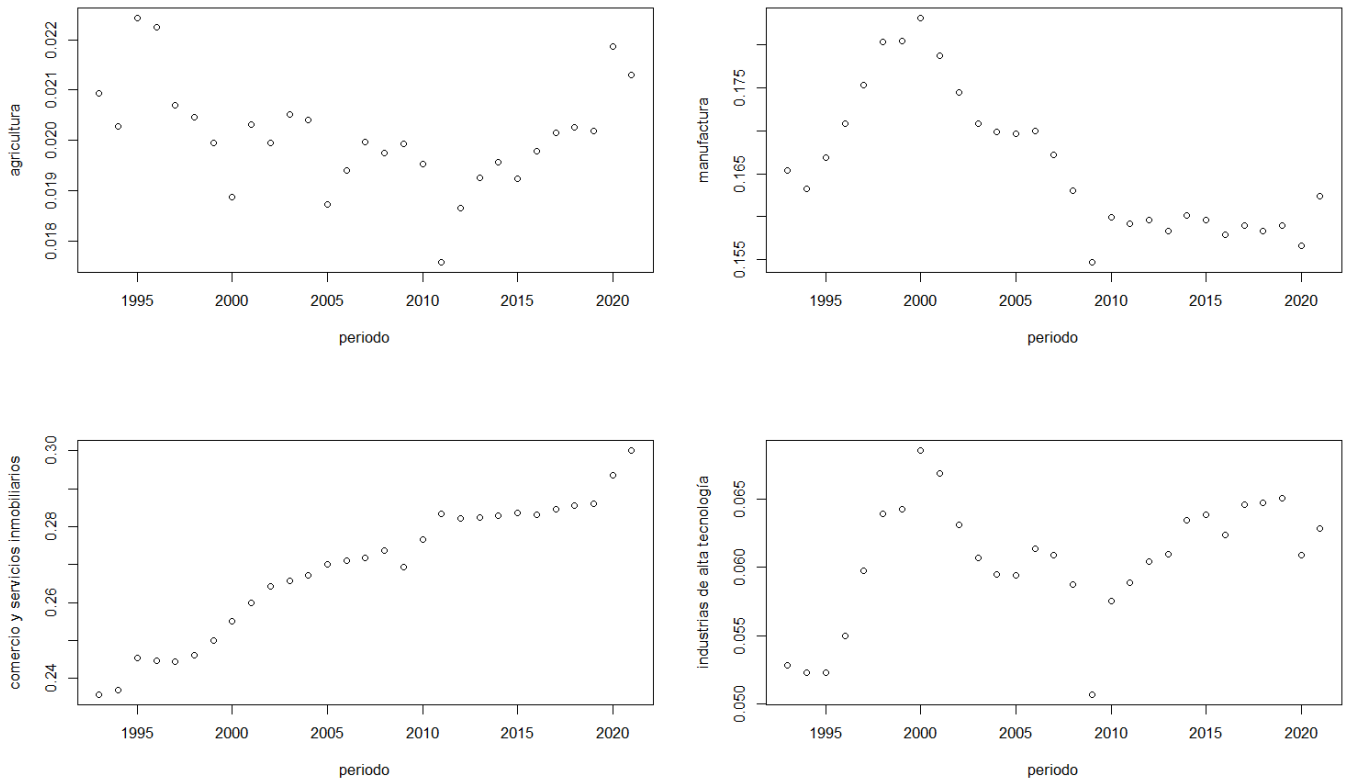 agricultura
0.022
0.021
0.020
0.019
0.018
1995 2000 2005 2010 2015 2020
periodo
manufactura
0.175
0.165
0.155
1995 2000 2005 2010 2015 2020
periodo
comercio y servicios inmobiliarios
0.30
0.28
0.26
0.24
1995 2000 2005 2010 2015 2020
periodo
industrias de alta tecnología
0.065
0.060
0.055
0.050
1995 2000 2005 2010 2015 2020
periodo